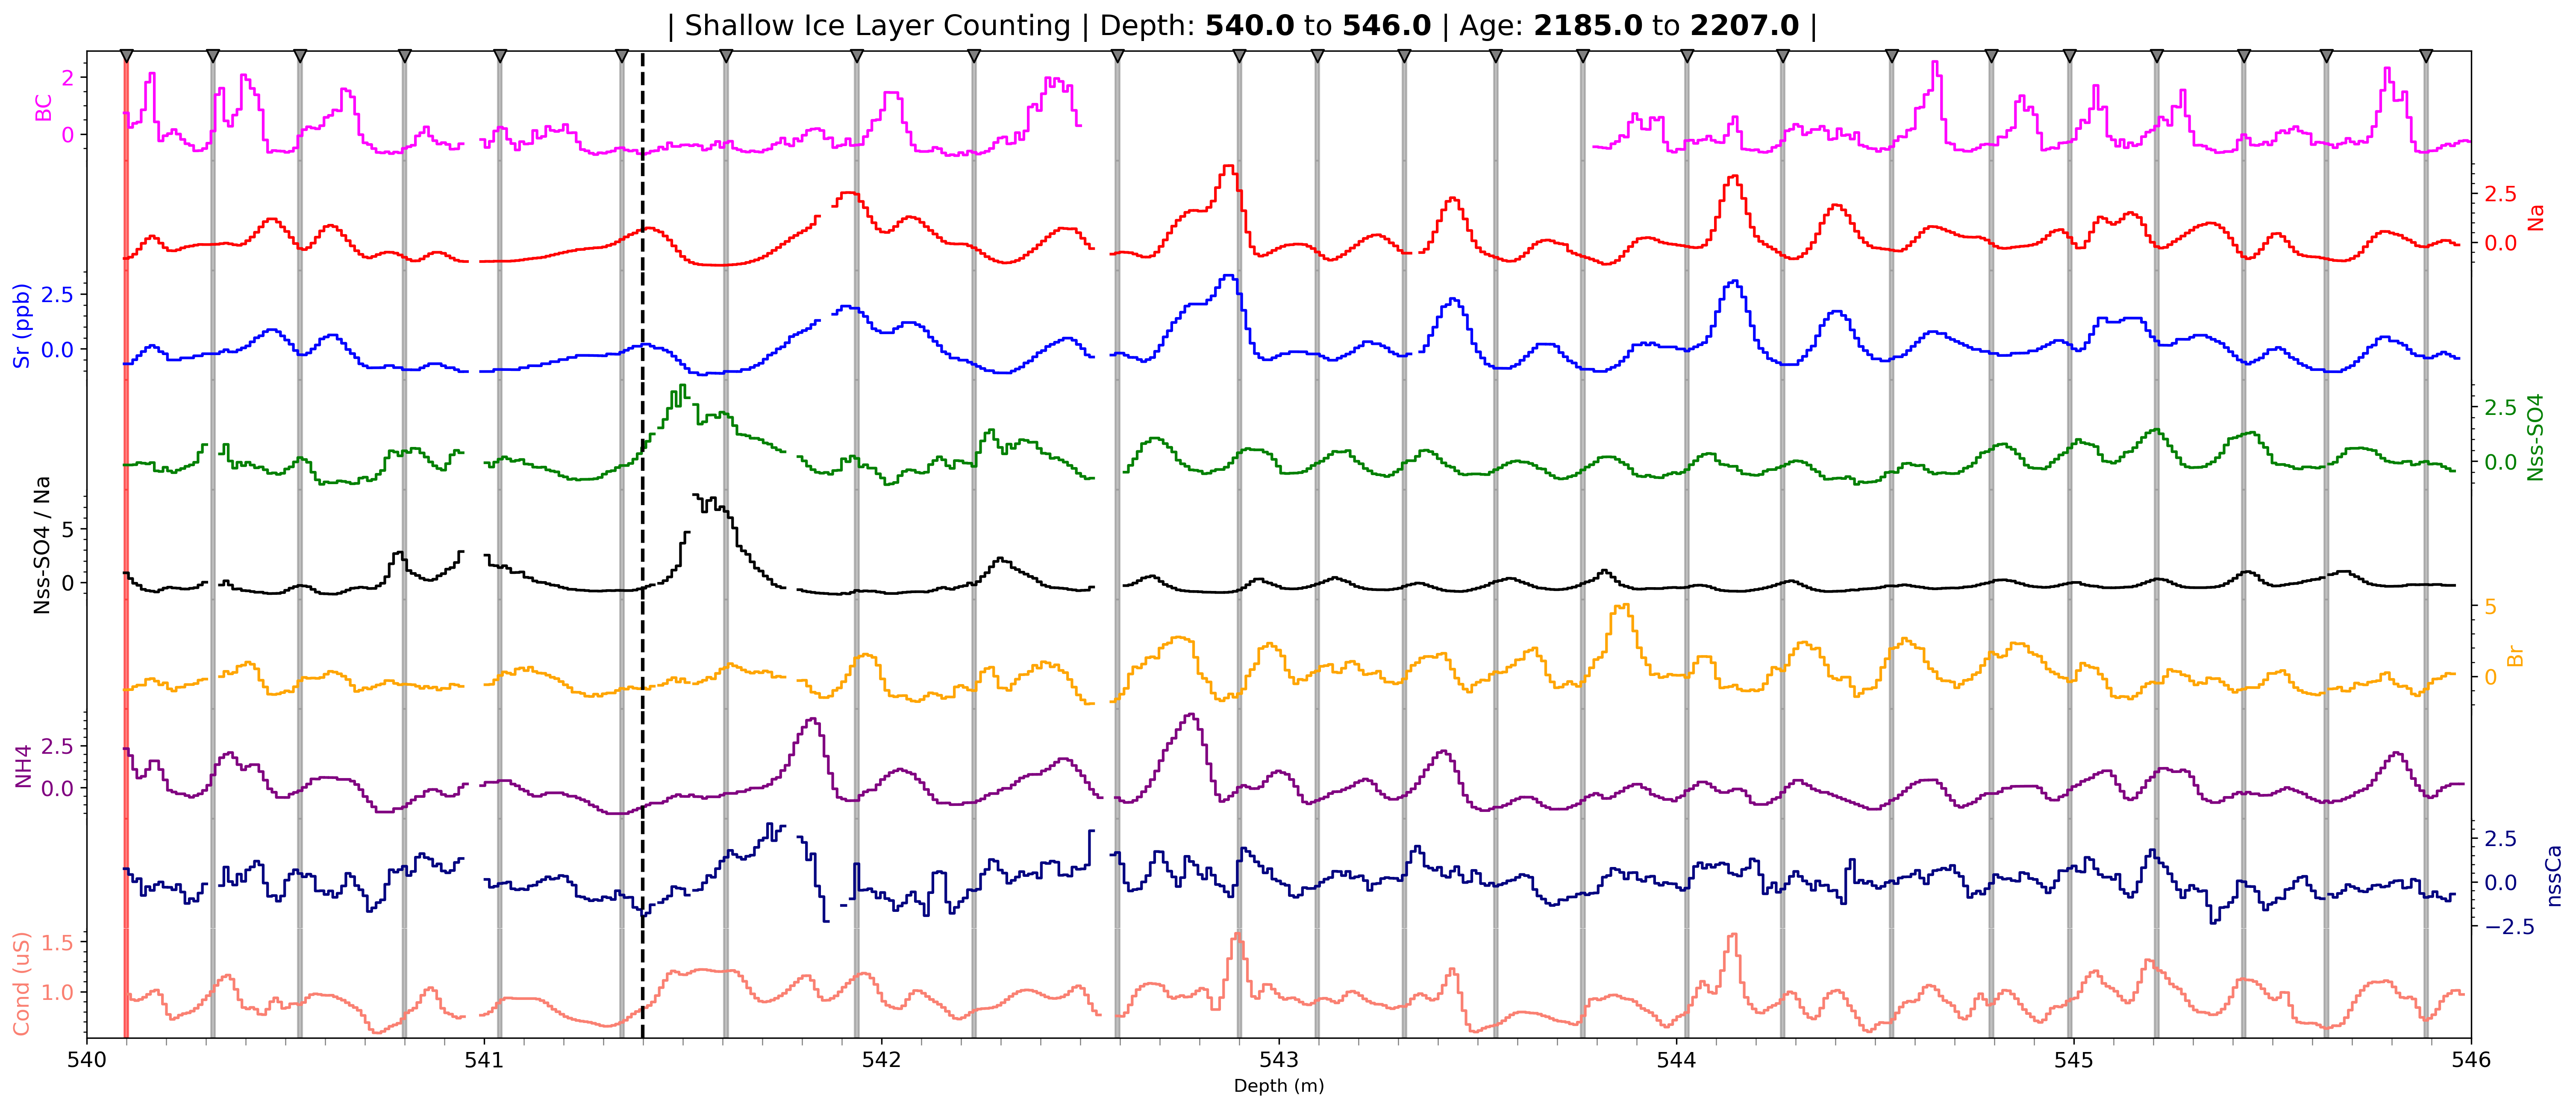 | Shallow Ice Layer Counting | Depth: 540.0 to 546.0 | Age: 2185.0 to 2207.0 |
BC
2
0
2.5
0.0
Na
Sr (ppb)
2.5
0.0
2.5
0.0
Nss-SO4
Nss-SO4 / Na
5
0
5
0
Br
NH4
2.5
0.0
2.5
0.0
−2.5
nssCa
Cond (uS)
1.5
1.0
540 541 542 543 544 545 546
Depth (m)